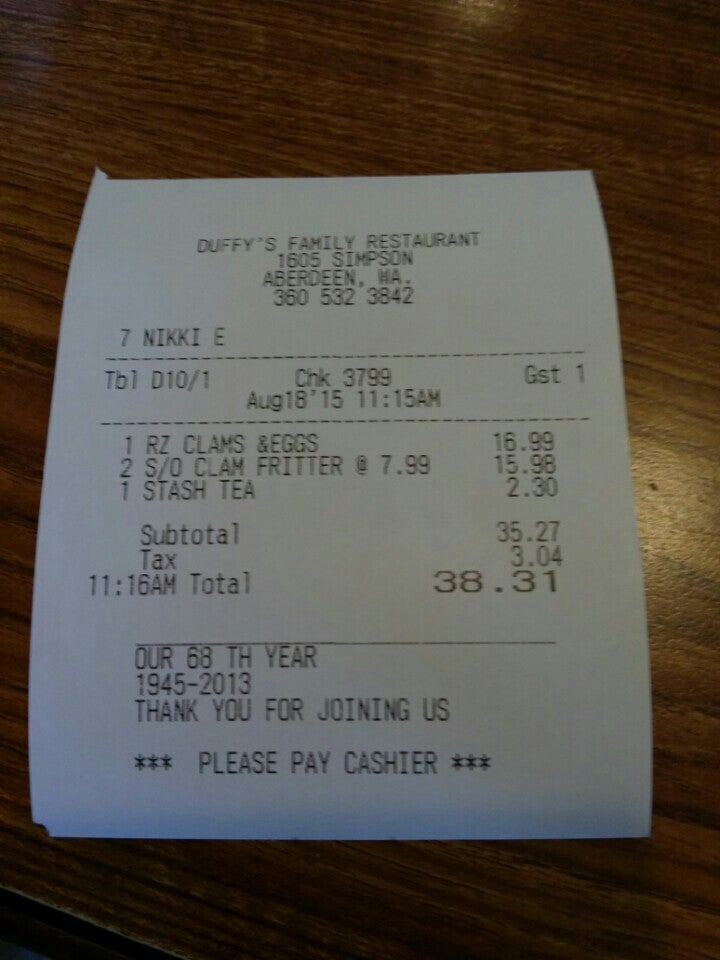 DUFFY'S FAMILY RESTAURANT
1605 SIMPSON
ABERDEEN, WA.
360 532 3842
7 NIKKI E
Tbl D10/1 Chk 3799 Gst 1
Aug18'15 11:15AM
1 RZ CLAMS &EGGS 16.99
2 S/O CLAM FRITTER @ 7.99 15.98
1 STASH TEA 2.30
Subtotal 35.27
Tax 3.04
11:16AM Total 38.31
OUR 68 TH YEAR
1945-2013
THANK YOU FOR JOINING US
*** PLEASE PAY CASHIER ***